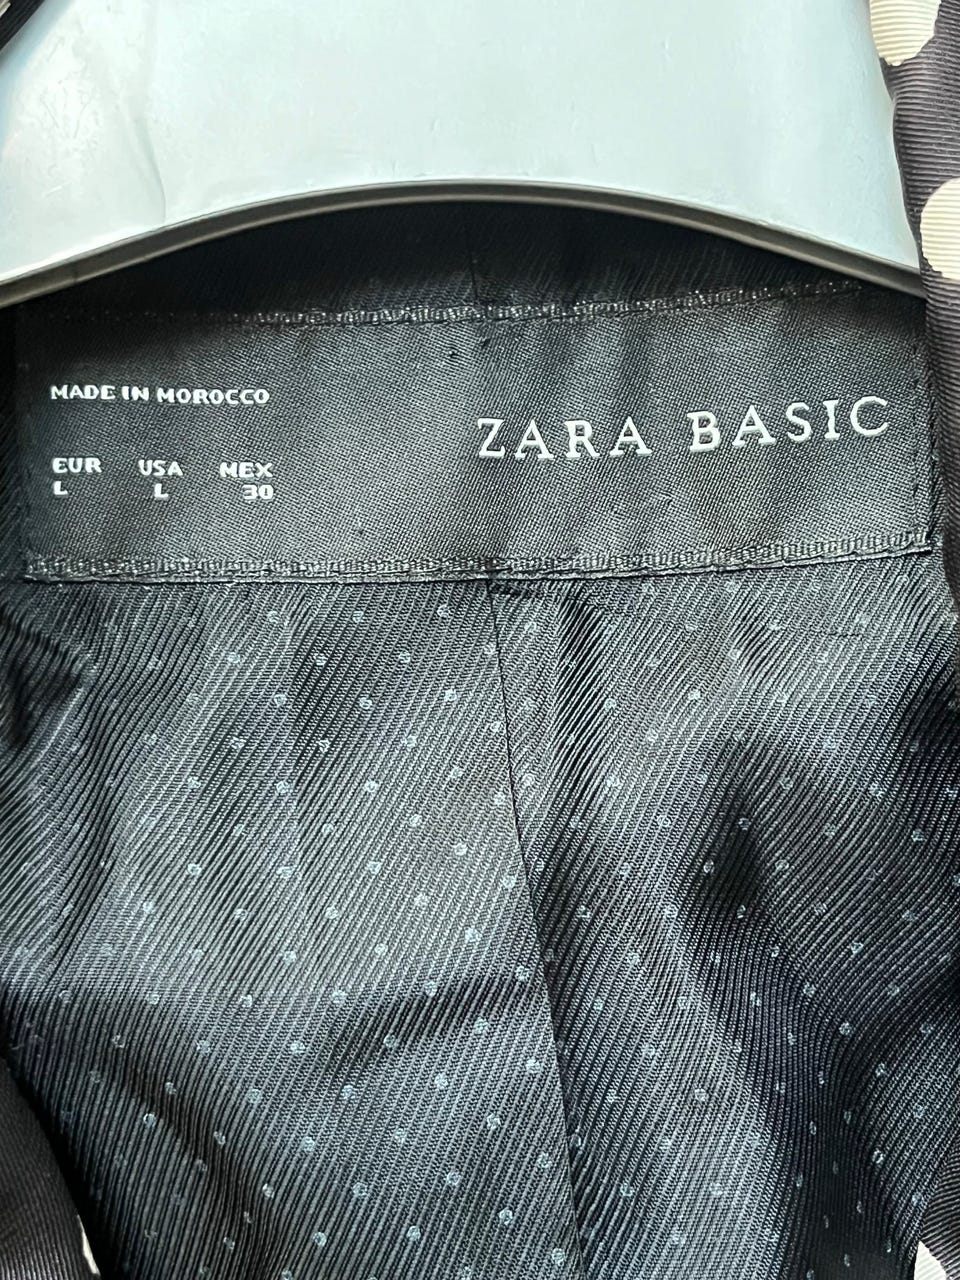 MADE IN MOROCCO
ZARA BASIC
EUR USA MEX
L L 30